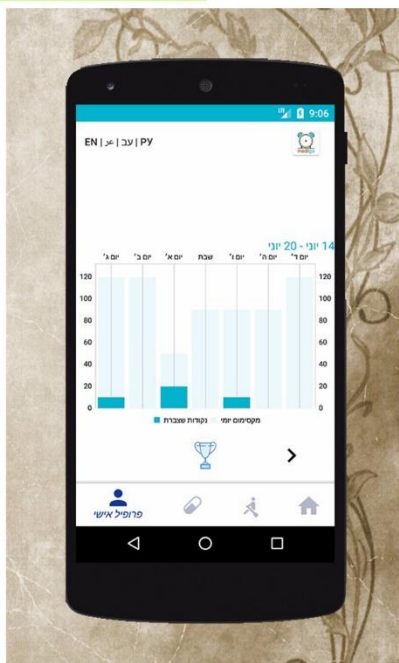 9:06
EN | عر | עב | РУ
14 יוני - 20 יוני
יום ג' יום ב' יום א' שבת יום ו' יום ה' יום ד'
120 120
100 100
80 80
60 60
40 40
20 20
0 0
מקסימום יומי נקודות שצברת
פרופיל אישי